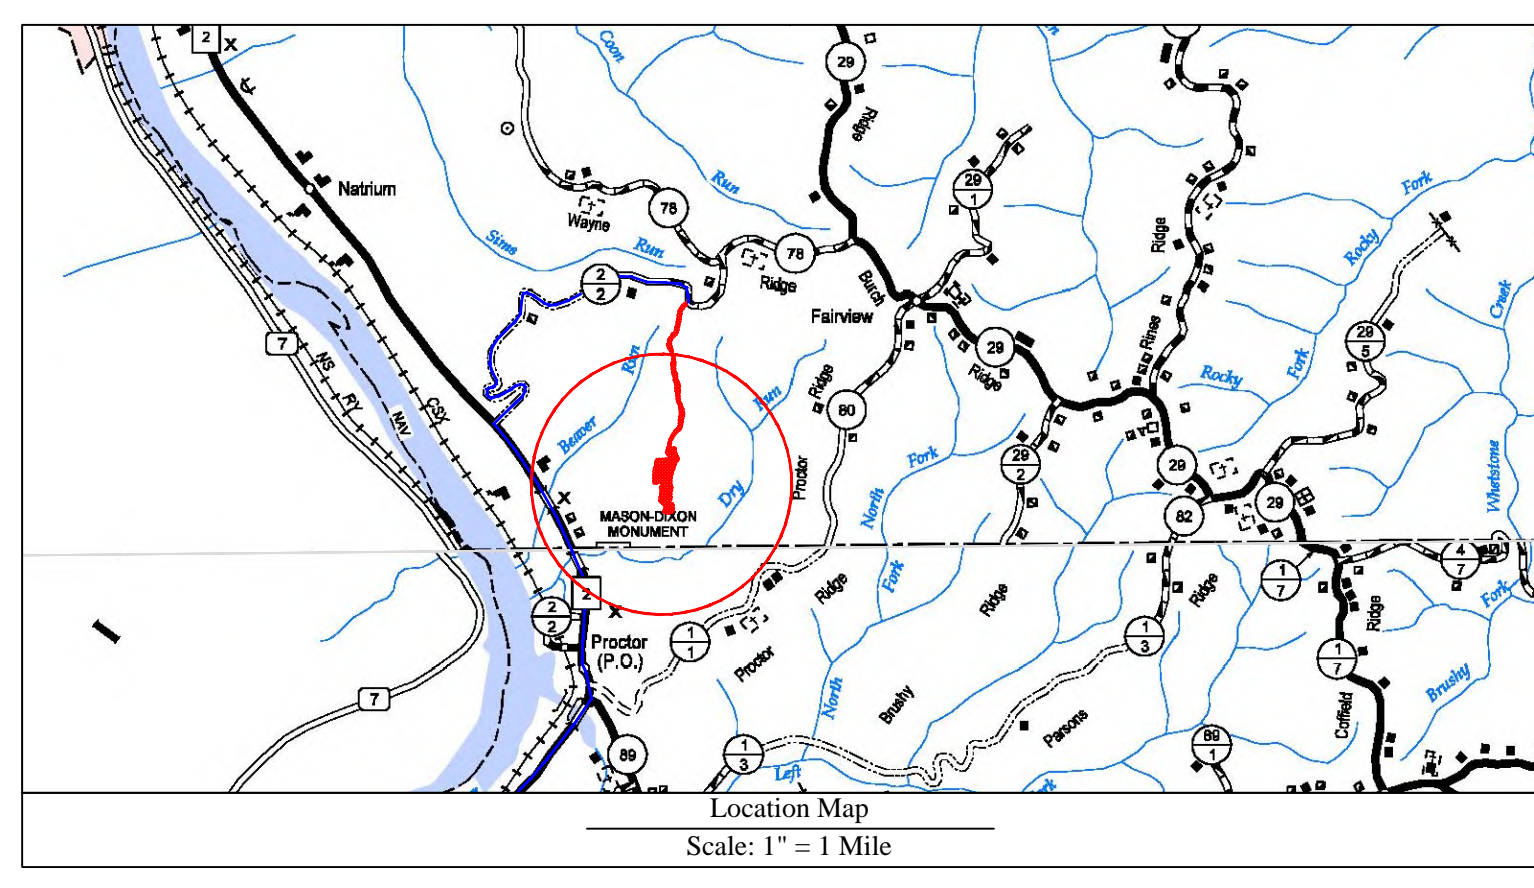 2
X
Coon
en
29
Ridge
Natrium
Run
29
1
Fork
78
Wayne
Sims
Run
78
Ridge
Ridge
Rocky
Burch
2
2
Fairview
Creek
7
NS
RY
NAV
CSX
Run
Run
Ridge
29
Ridge
Rines
29
5
Rocky
Fork
80
Beaver
Fork
29
2
29
Whetstone
Proctor
X
Dry
North
82
29
MASON-DIXON
MONUMENT
4
7
Fork
1
7
2
X
2
2
Ridge
Ridge
Ridge
Ridge
Fork
Proctor
(P.O.)
1
1
1
3
1
7
Proctor
North
Brushy
Parsons
Coffield
Brushy
7
89
1
3
Left
89
1
rk
Location Map
Scale: 1" = 1 Mile